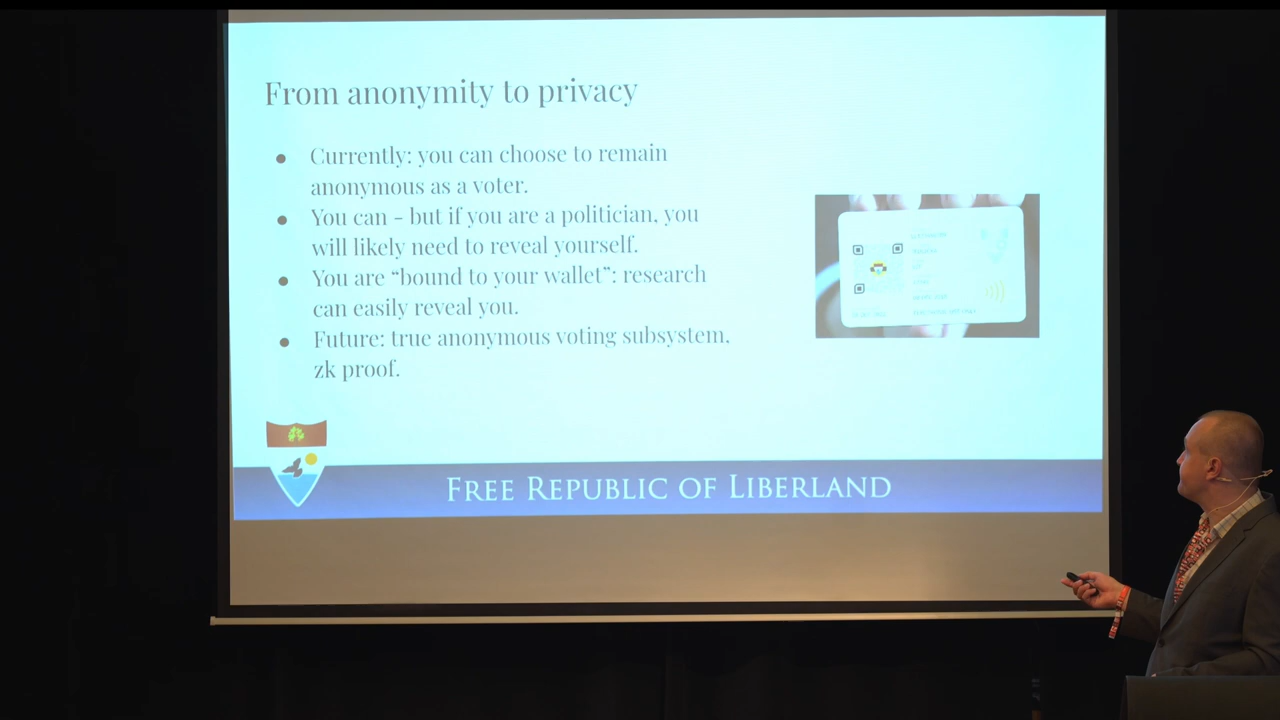 From anonymity to privacy
● Currently: you can choose to remain
anonymous as a voter.
● You can - but if you are a politician, you
will likely need to reveal yourself.
● You are “bound to your wallet”: research
can easily reveal you.
● Future: true anonymous voting subsystem,
zk proof.
FREE REPUBLIC OF LIBERLAND